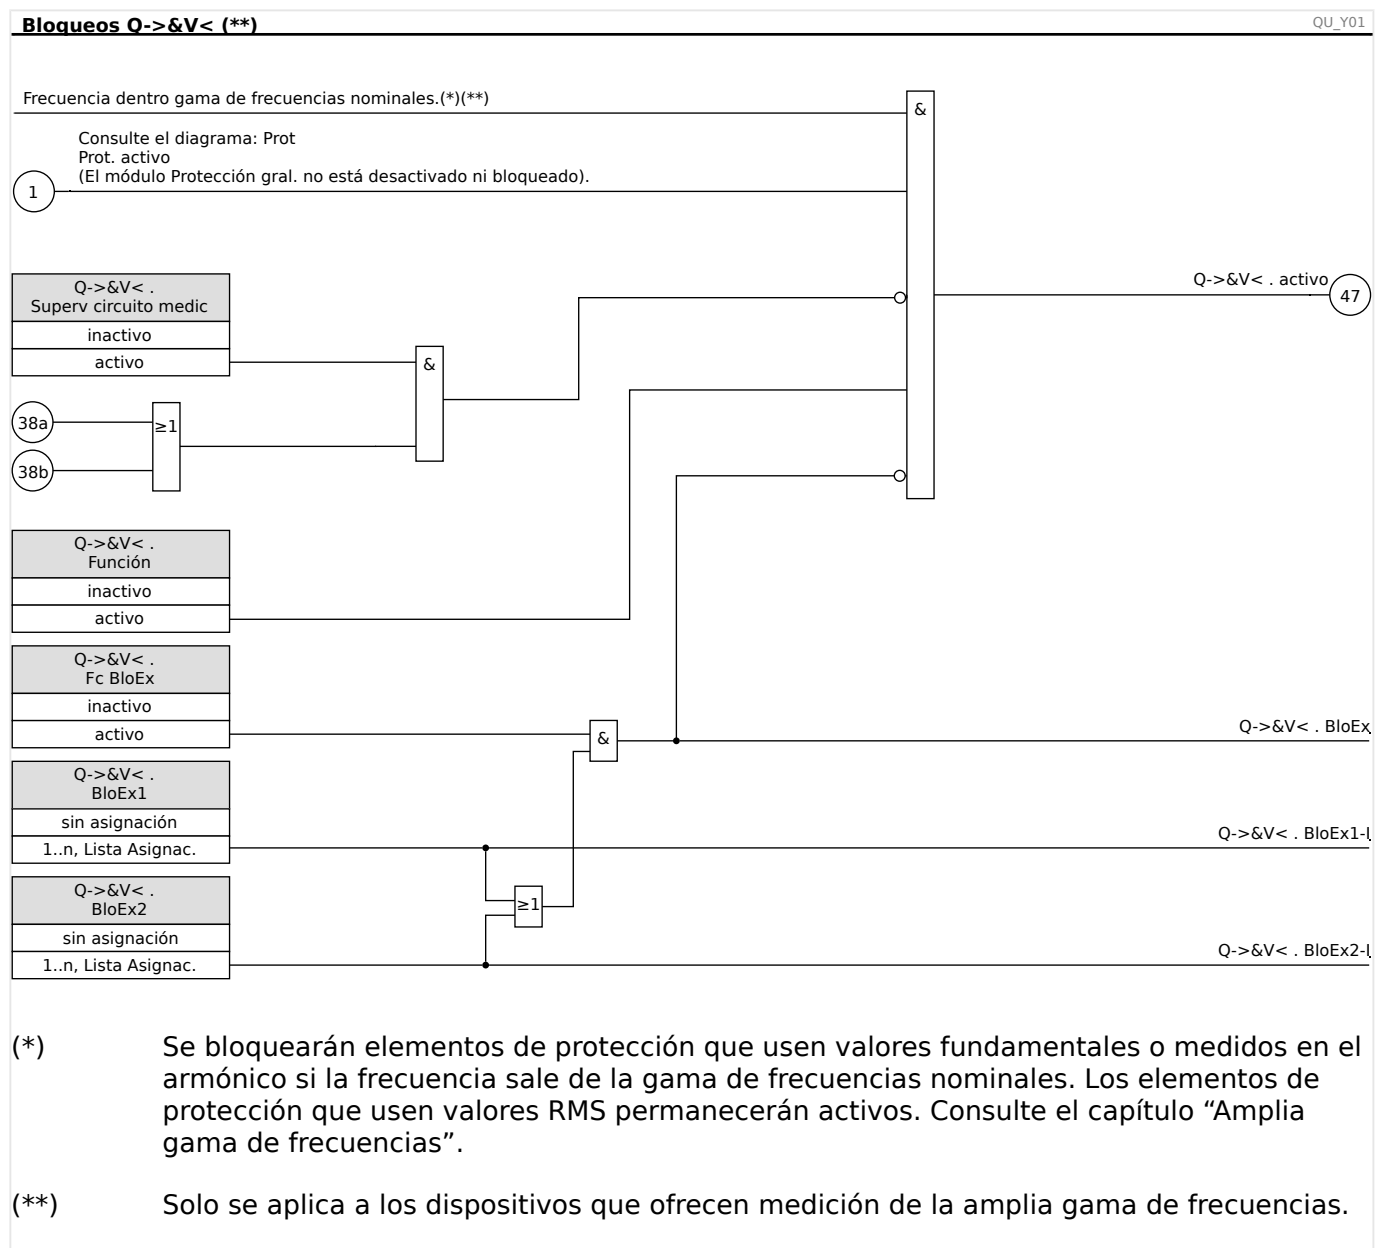 Bloqueos Q->&V< (**)
QU_Y01
Frecuencia dentro gama de frecuencias nominales.(*)(**)
&
Consulte el diagrama: Prot
Prot. activo
(El módulo Protección gral. no está desactivado ni bloqueado).
1
Q->&V< .
Superv circuito medic
inactivo
activo
&
Q->&V< . activo
47
38a
≥1
38b
Q->&V< .
Función
inactivo
activo
Q->&V< .
Fc BloEx
inactivo
activo
&
Q->&V< . BloEx
Q->&V< .
BloEx1
sin asignación
1..n, Lista Asignac.
Q->&V< . BloEx1-I
Q->&V< .
BloEx2
≥1
sin asignación
1..n, Lista Asignac.
Q->&V< . BloEx2-I
(*) Se bloquearán elementos de protección que usen valores fundamentales o medidos en el
armónico si la frecuencia sale de la gama de frecuencias nominales. Los elementos de
protección que usen valores RMS permanecerán activos. Consulte el capítulo “Amplia
gama de frecuencias”.
(**) Solo se aplica a los dispositivos que ofrecen medición de la amplia gama de frecuencias.